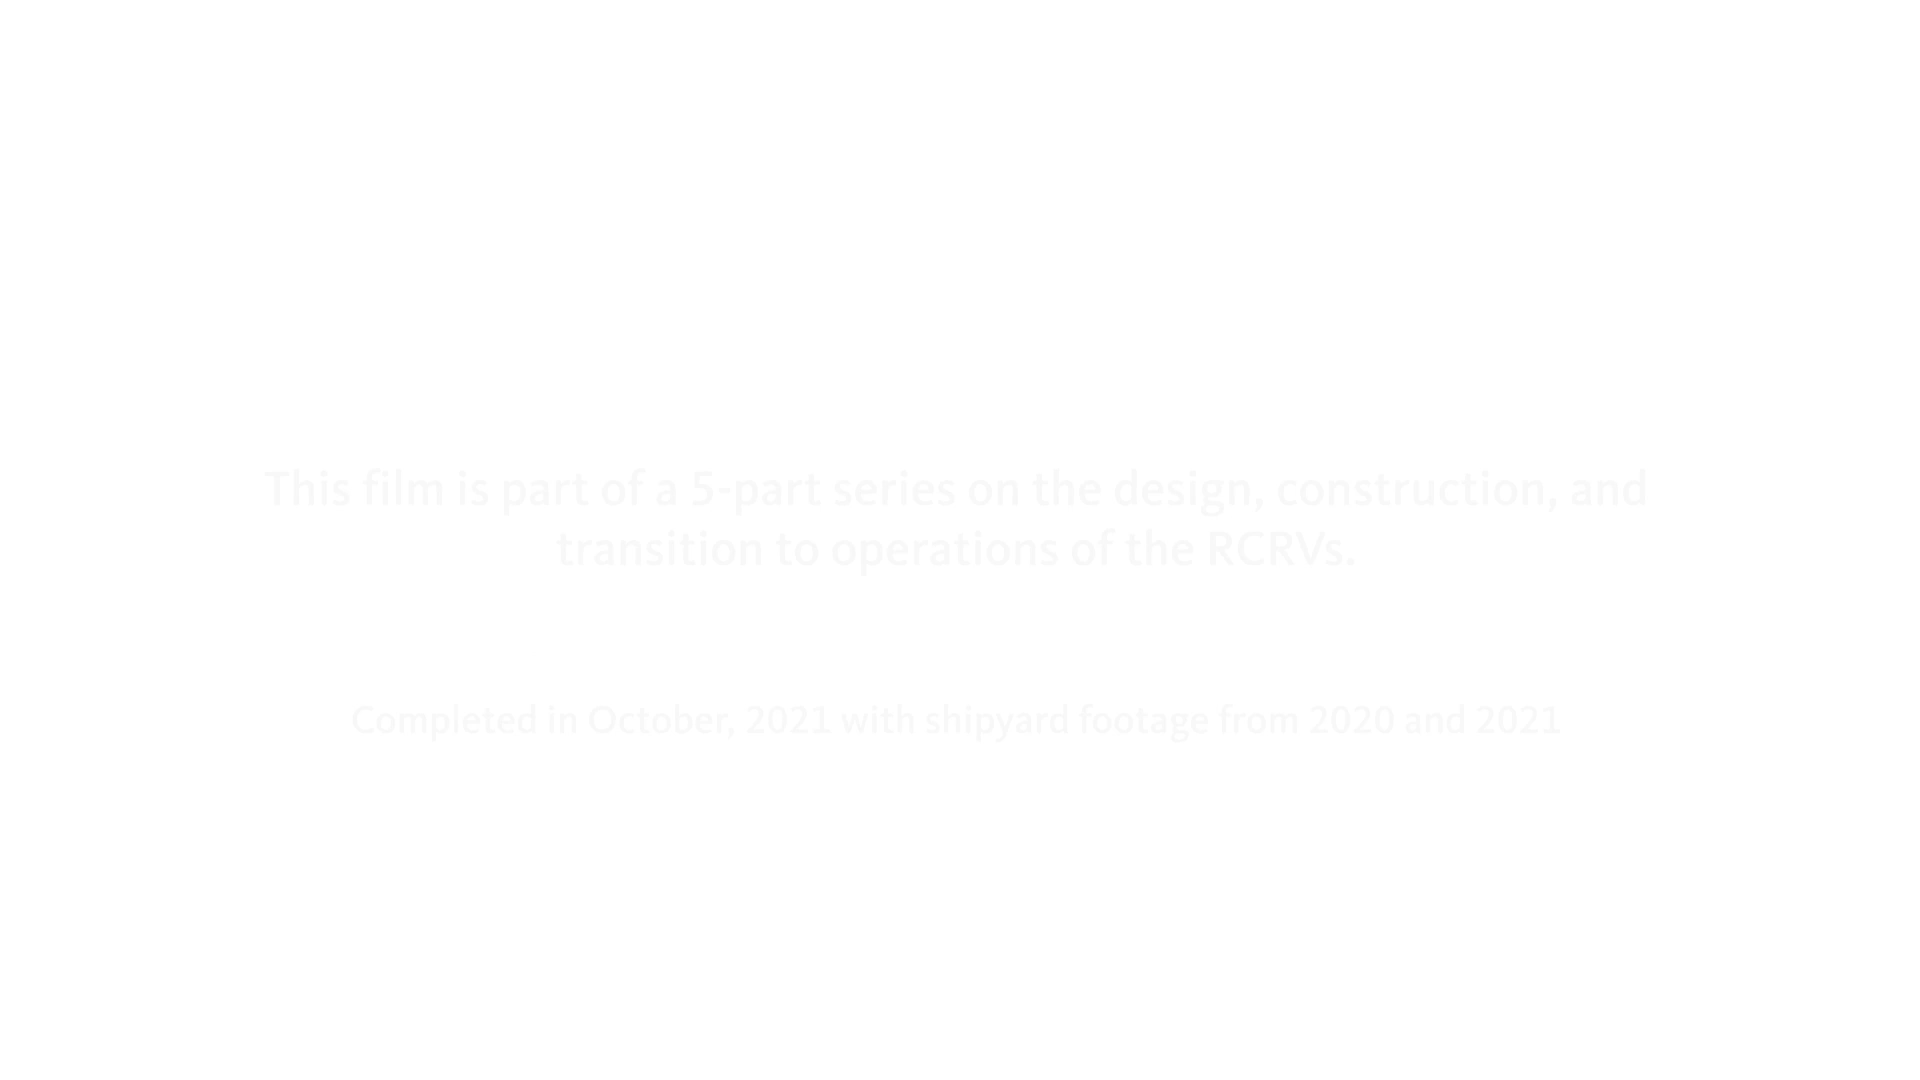 This film is part of a 5-part series on the design, construction, and
transition to operations of the RCRVs.
Completed in October, 2021 with shipyard footage from 2020 and 2021